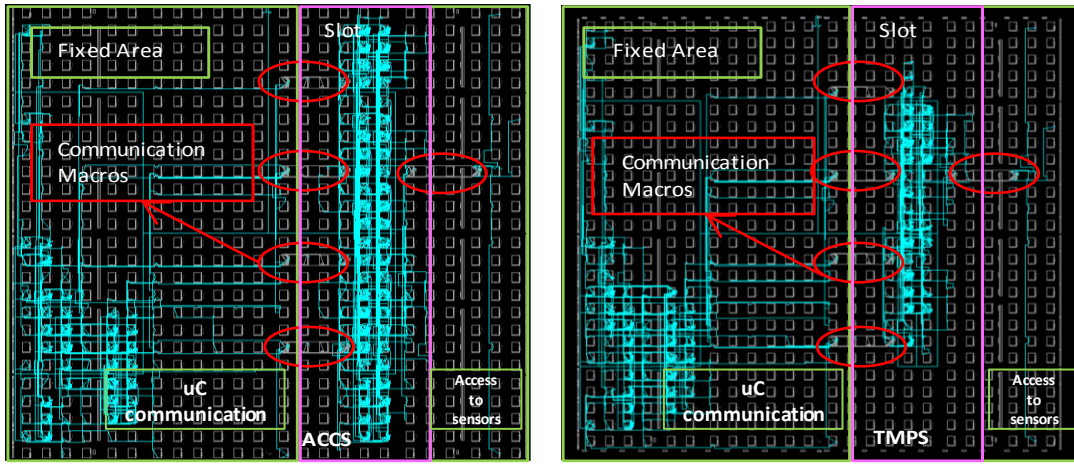 Slot
Fixed Area
Communication
Macros
uC
communication
Access
to
sensors
ACCS
Slot
Fixed Area
Communication
Macros
uC
communication
Access
to
sensors
TMPS